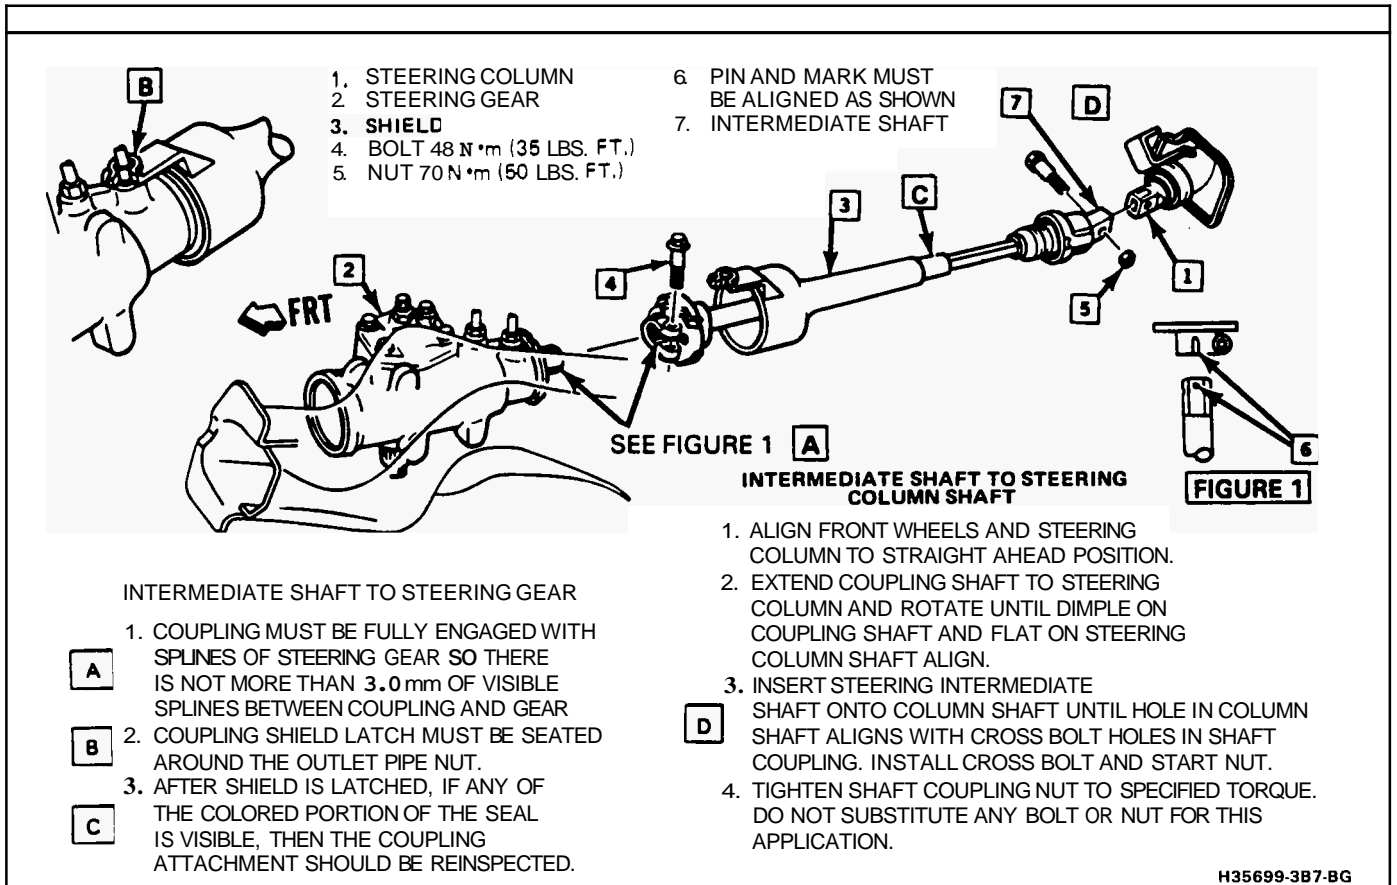 1. STEERING COLUMN
2. STEERING GEAR
3. SHIELD
4. BOLT 48 N•m (35 LBS. FT.)
5. NUT 70 N•m (50 LBS. FT.)
6. PIN AND MARK MUST
BE ALIGNED AS SHOWN
7. INTERMEDIATE SHAFT
B
7
D
C
3
2
4
1
5
FRT
6
SEE FIGURE 1 A
FIGURE 1
INTERMEDIATE SHAFT TO STEERING GEAR
1. COUPLING MUST BE FULLY ENGAGED WITH
SPLINES OF STEERING GEAR SO THERE
IS NOT MORE THAN 3.0 mm OF VISIBLE
SPLINES BETWEEN COUPLING AND GEAR
A
2. COUPLING SHIELD LATCH MUST BE SEATED
AROUND THE OUTLET PIPE NUT.
B
3. AFTER SHIELD IS LATCHED, IF ANY OF
THE COLORED PORTION OF THE SEAL
IS VISIBLE, THEN THE COUPLING
ATTACHMENT SHOULD BE REINSPECTED.
C
INTERMEDIATE SHAFT TO STEERING
COLUMN SHAFT
1. ALIGN FRONT WHEELS AND STEERING
COLUMN TO STRAIGHT AHEAD POSITION.
2. EXTEND COUPLING SHAFT TO STEERING
COLUMN AND ROTATE UNTIL DIMPLE ON
COUPLING SHAFT AND FLAT ON STEERING
COLUMN SHAFT ALIGN.
3. INSERT STEERING INTERMEDIATE
SHAFT ONTO COLUMN SHAFT UNTIL HOLE IN COLUMN
SHAFT ALIGNS WITH CROSS BOLT HOLES IN SHAFT
COUPLING. INSTALL CROSS BOLT AND START NUT.
D
4. TIGHTEN SHAFT COUPLING NUT TO SPECIFIED TORQUE.
DO NOT SUBSTITUTE ANY BOLT OR NUT FOR THIS
APPLICATION.
H35699-3B7-BG